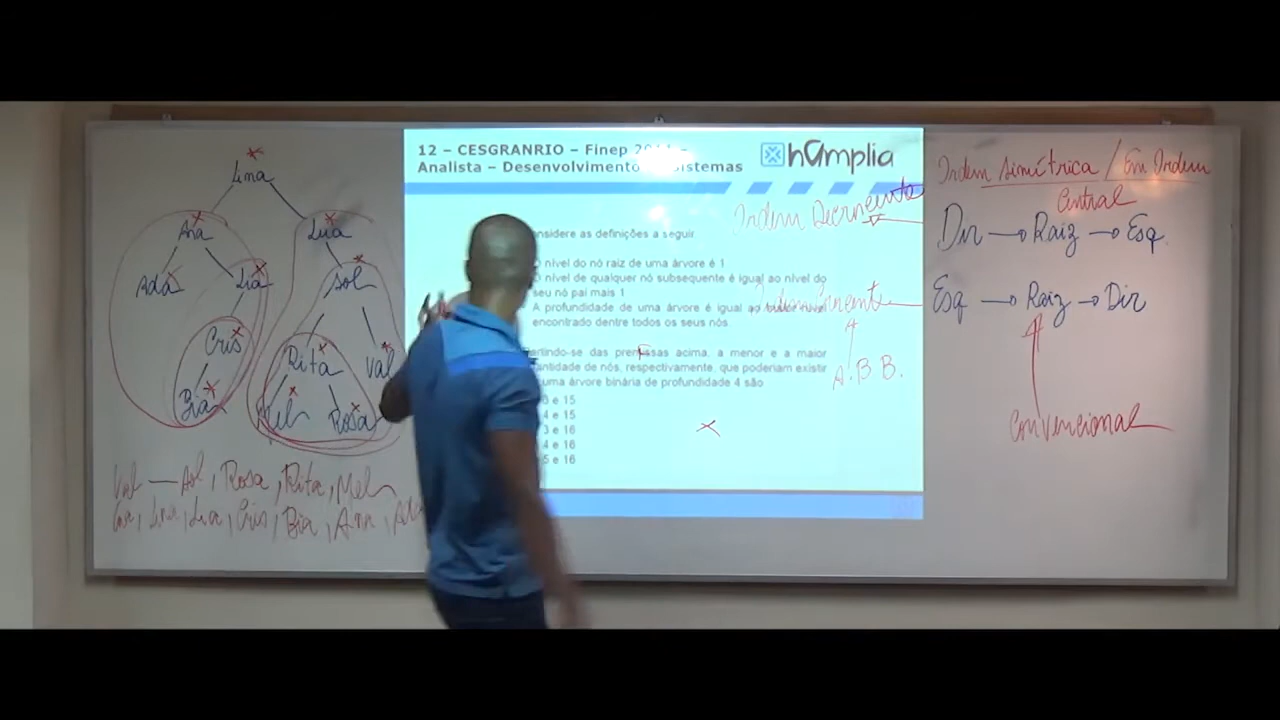 Lina
Ana
Lua
Ada
Lia
Sol
Cris
Rita
Val
Bia
Mel
Rosa
Val — Sol, Rosa, Rita, Mel
Lua, Lina, Lia, Cris, Bia, Ana, Ada
12 – CESGRANRIO – Finep
Analista – Desenvolvimento Sistemas
hamplia
Ordem Decrescente
onsidere as definições a seguir
O nível do nó raiz de uma árvore é 1
O nível de qualquer nó subsequente é igual ao nível do
seu nó pai mais 1
A profundidade de uma árvore é igual ao nível
encontrado dentre todos os seus nós
artindo-se das premissas acima, a menor e a maior
antidade de nós, respectivamente, que poderiam existir
uma árvore binária de profundidade 4 são
e 15
4 e 15
3 e 16
4 e 16
5 e 16
A.B B.
Ordem simétrica / Em Ordem
Central
Dir → Raiz → Esq.
Esq → Raiz → Dir
Convencional